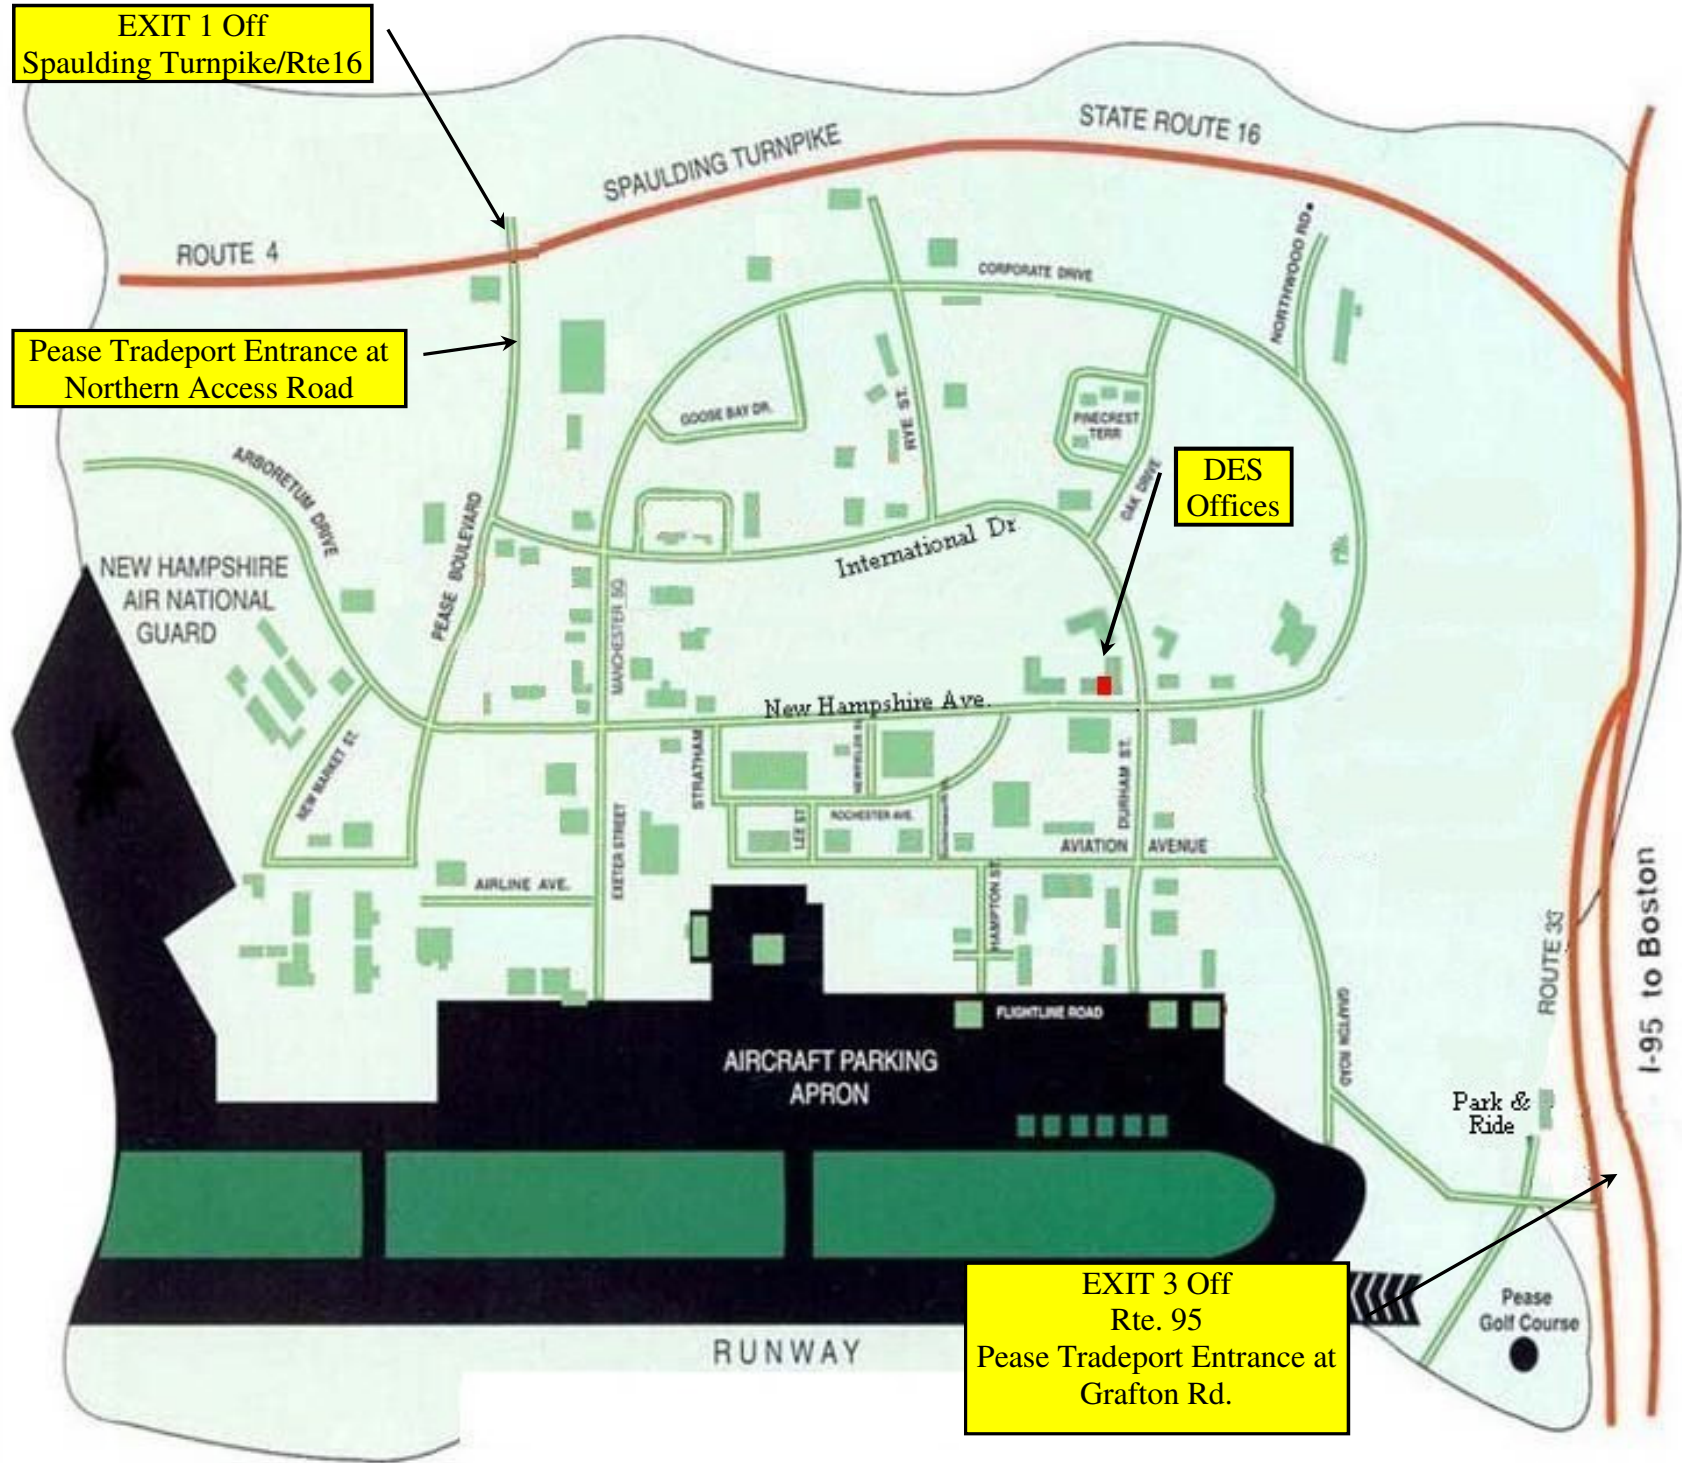 EXIT 1 Off
Spaulding Turnpike/Rte16
STATE ROUTE 16
SPAULDING TURNPIKE
ROUTE 4
NORTHWOOD RD
CORPORATE DRIVE
Pease Tradeport Entrance at
Northern Access Road
GOOSE BAY DR.
RYE ST.
PINECREST
TERR
OAK DRIVE
DES
Offices
ARBORETUM DRIVE
PEASE BOULEVARD
International Dr
NEW HAMPSHIRE
AIR NATIONAL
GUARD
MANCHESTER SQ
New Hampshire Ave.
NEW MARKET ST.
STRATHAM
DURHAM ST.
EXETER STREET
LEE ST
ROCHESTER AVE.
AVIATION AVENUE
AIRLINE AVE.
HAMPTON ST.
ROUTE 33
I-95 to Boston
GRAFTON ROAD
FLIGHTLINE ROAD
AIRCRAFT PARKING
APRON
Park &
Ride
EXIT 3 Off
Rte. 95
Pease Tradeport Entrance at
Grafton Rd.
Pease
Golf Course
RUNWAY